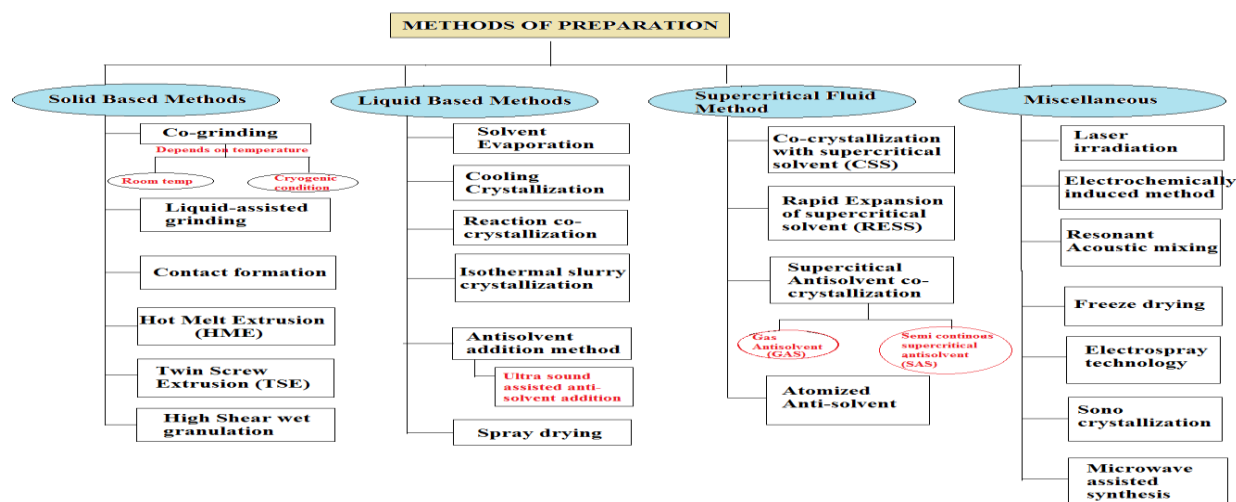 METHODS OF PREPARATION
Solid Based Methods
Co-grinding
Depends on temperature
Room temp
Cryogenic
condition
Liquid-assisted
grinding
Contact formation
Hot Melt Extrusion
(HME)
Twin Screw
Extrusion (TSE)
High Shear wet
granulation
Liquid Based Methods
Solvent
Evaporation
Cooling
Crystallization
Reaction co-
crystallization
Isothermal slurry
crystallization
Antisolvent
addition method
Ultra sound
assisted anti-
solvent addition
Spray drying
Supercritical Fluid
Method
Co-crystallization
with supercritical
solvent (CSS)
Rapid Expansion
of supercritical
solvent (RESS)
Supercitical
Antisolvent co-
crystallization
Gas
Antisolvent (GAS)
Semi continous
supercritical
antisolvent
(SAS)
Atomized
Anti-solvent
Miscellaneous
Laser
irradiation
Electrochemically
induced method
Resonant
Acoustic mixing
Freeze drying
Electrospray
technology
Sono
crystallization
Microwave
assisted
synthesis